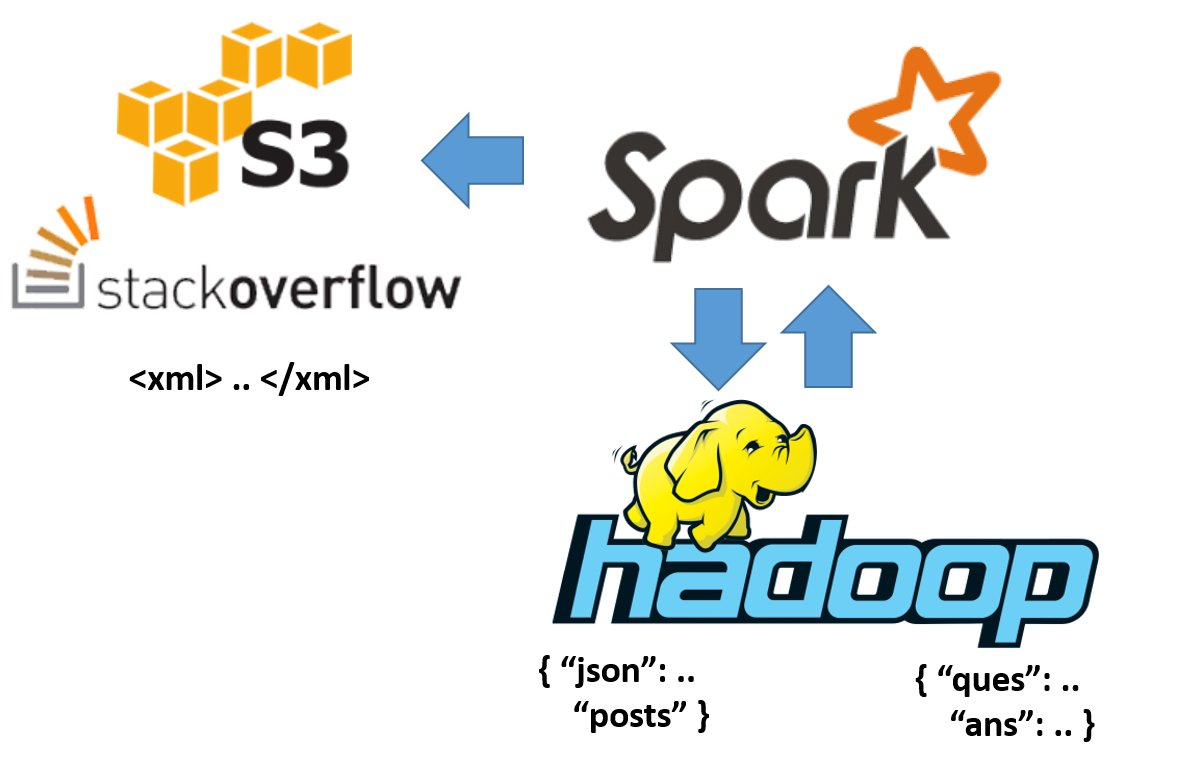 S3
Spark
stackoverflow
<xml> .. </xml>
hadoop
{ “json”: ..
“posts” }
{ “ques”: ..
“ans”: .. }